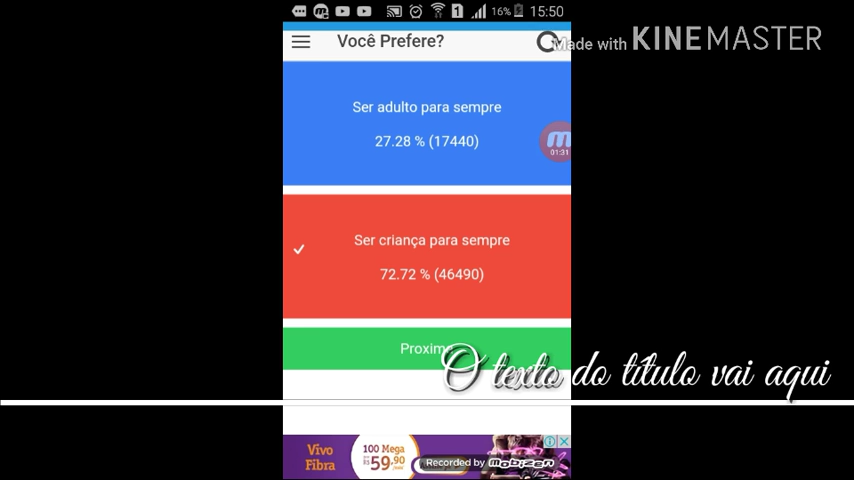 16% 15:50
Você Prefere?
Made with KINEMASTER
Ser adulto para sempre
27.28 % (17440)
01:31
Ser criança para sempre
72.72 % (46490)
Proximo
O texto do título vai aqui
Vivo
Fibra
100 Mega
R$ 59,90
Recorded by mobizen